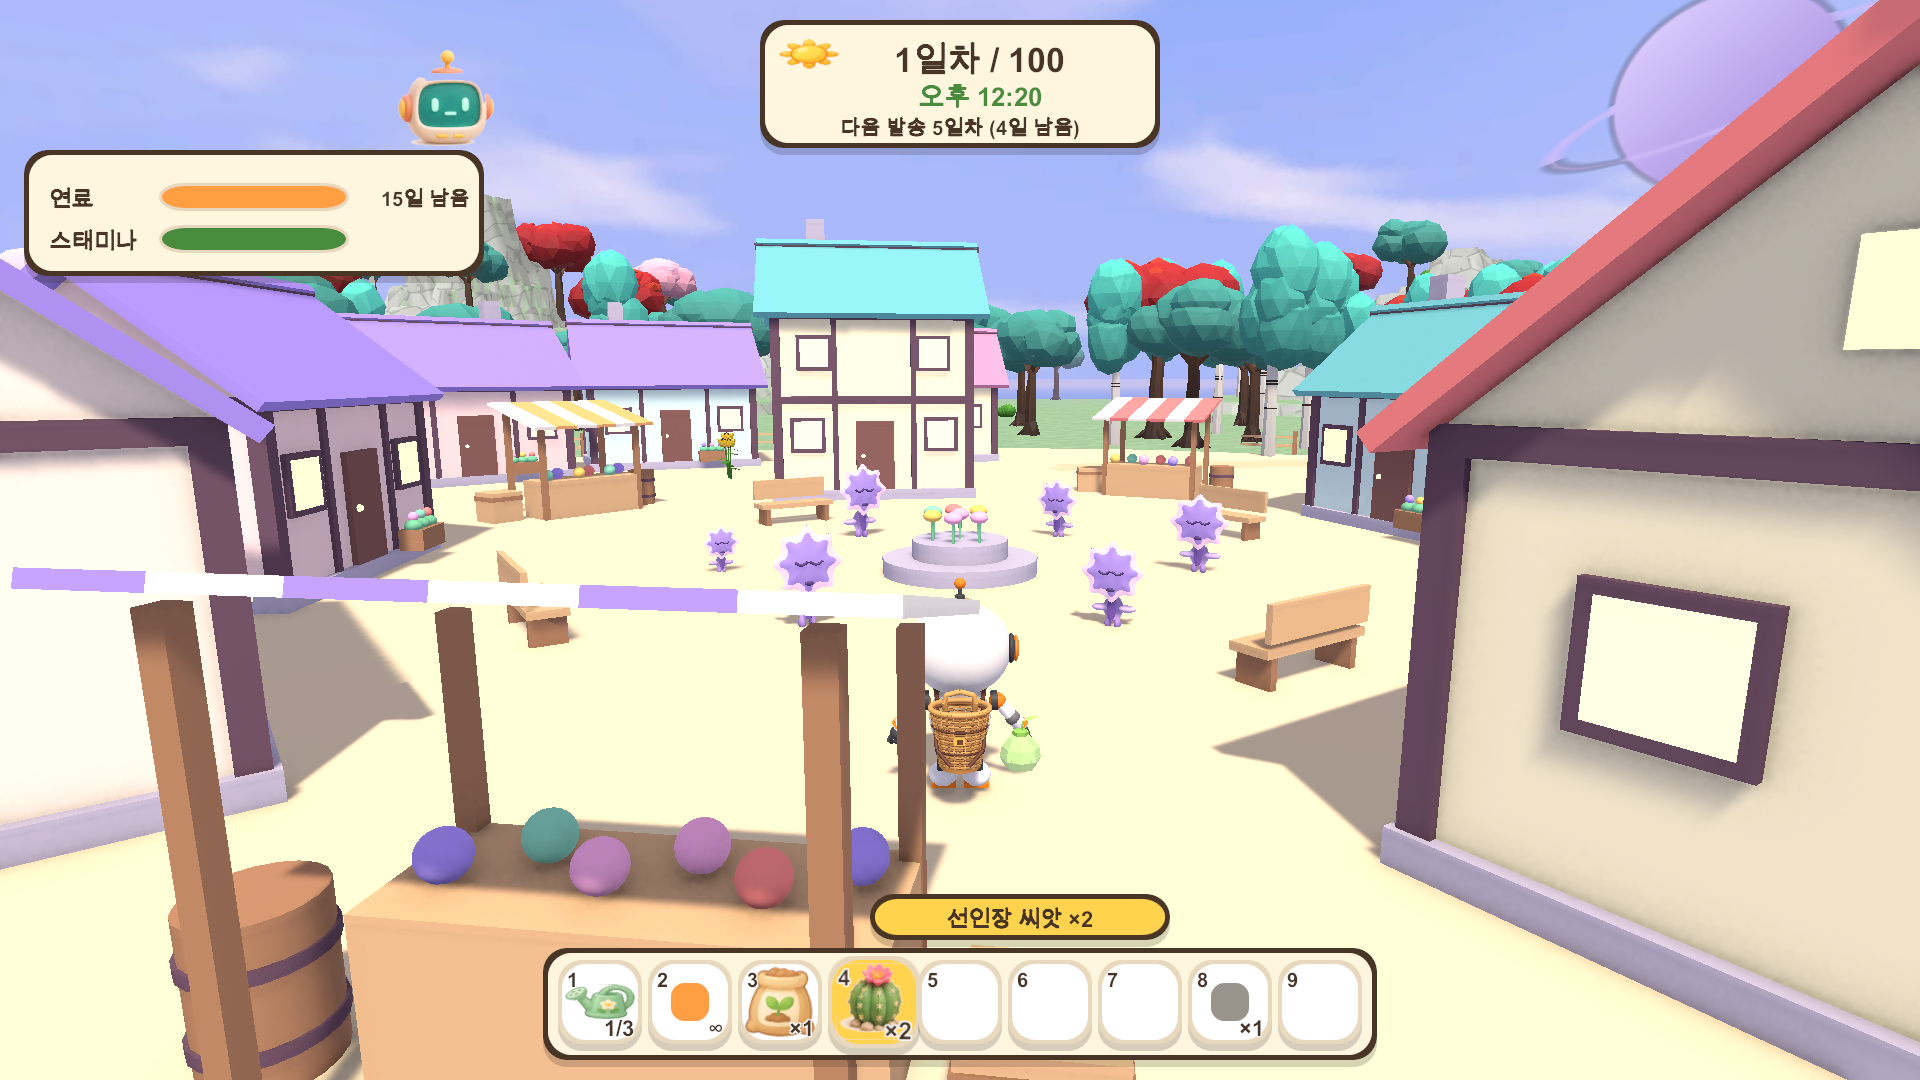 1일차 / 100
오후 12:20
다음 발송 5일차 (4일 남음)
연료 15일 남음
스태미나
선인장 씨앗 ×2
1 1/3
2 ∞
3 ×1
4 ×2
5
6
7
8 ×1
9